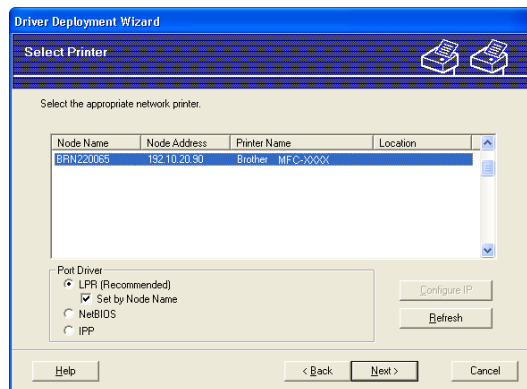 Driver Deployment Wizard
Select Printer
Select the appropriate network printer.
Node Name Node Address Printer Name Location
BRN220065 192.10.20.90 Brother MFC-XXXX
Port Driver
LPR (Recommended)
Set by Node Name
NetBIOS
IPP
Configure IP
Refresh
Help
< Back
Next >
Cancel